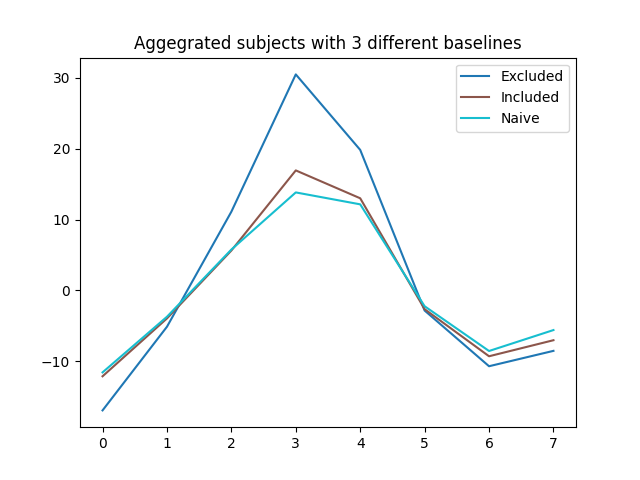 Aggegrated subjects with 3 different baselines
Excluded
Included
Naive
30
20
10
0
−10
0 1 2 3 4 5 6 7